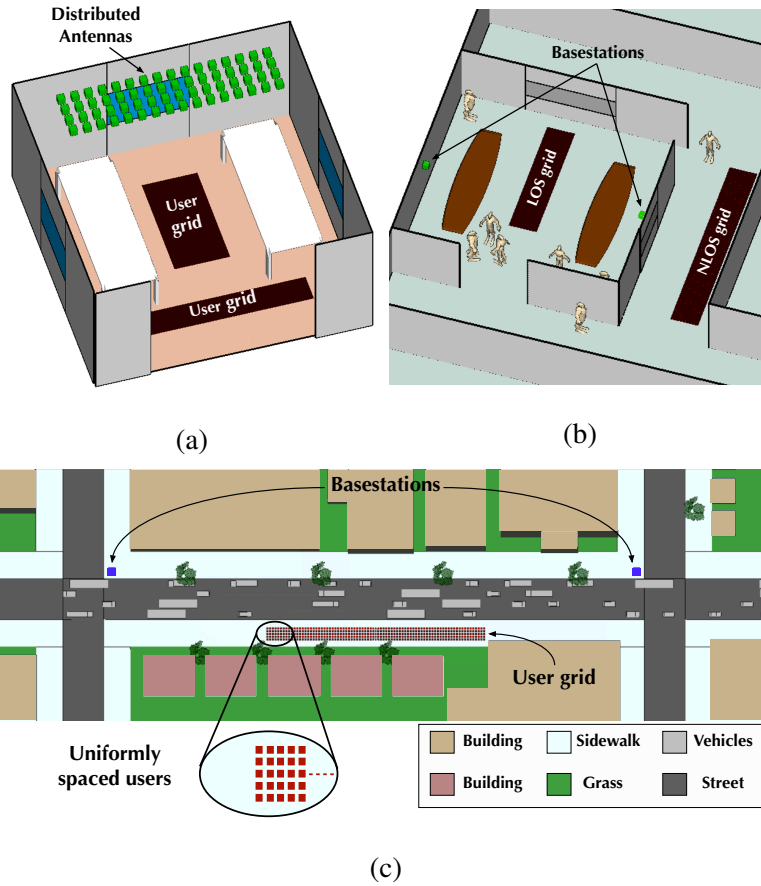 Distributed
Antennas
User
grid
User grid
(a)
Basestations
LOS grid
NLOS grid
(b)
Basestations
User grid
Uniformly
spaced users
Building
Sidewalk
Vehicles
Building
Grass
Street
(c)